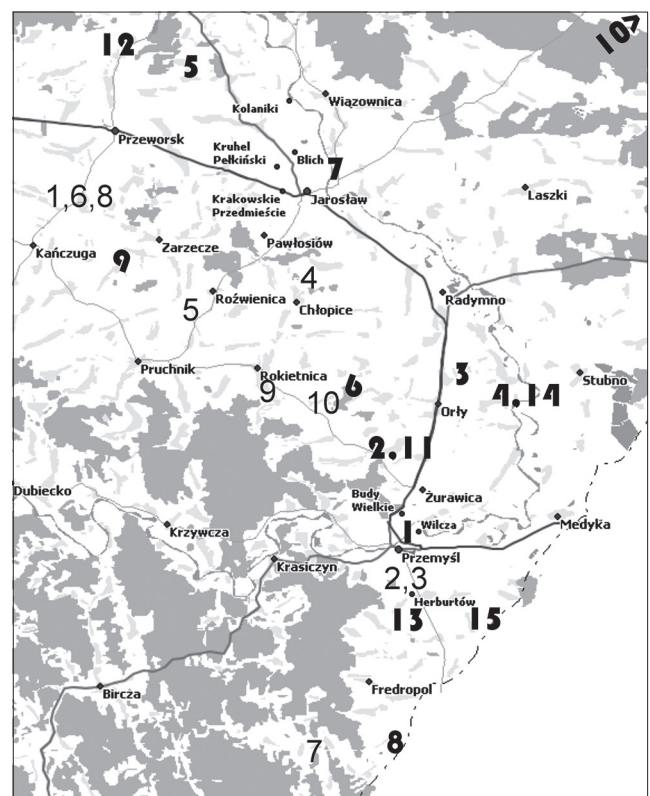 10>
12
5
Kolaniki
Wiązownica
Przeworsk
Kruhel
Pełkiński
Blich
7
1,6,8
Krakowskie
Przedmieście
Jarosław
Laszki
Kańczuga
9
Zarzecze
Pawłosiów
4
Roźwienica
5
Chłopice
Radymno
Pruchnik
Rokietnica
9
6
10
3
4,14
Stubno
Orły
2,11
Dubiecko
Budy
Wielkie
Żurawica
Krzywcza
1
Wilcza
Medyka
Krasiczyn
Przemyśl
2,3
Herburtów
13
15
Bircza
Fredropol
7
8